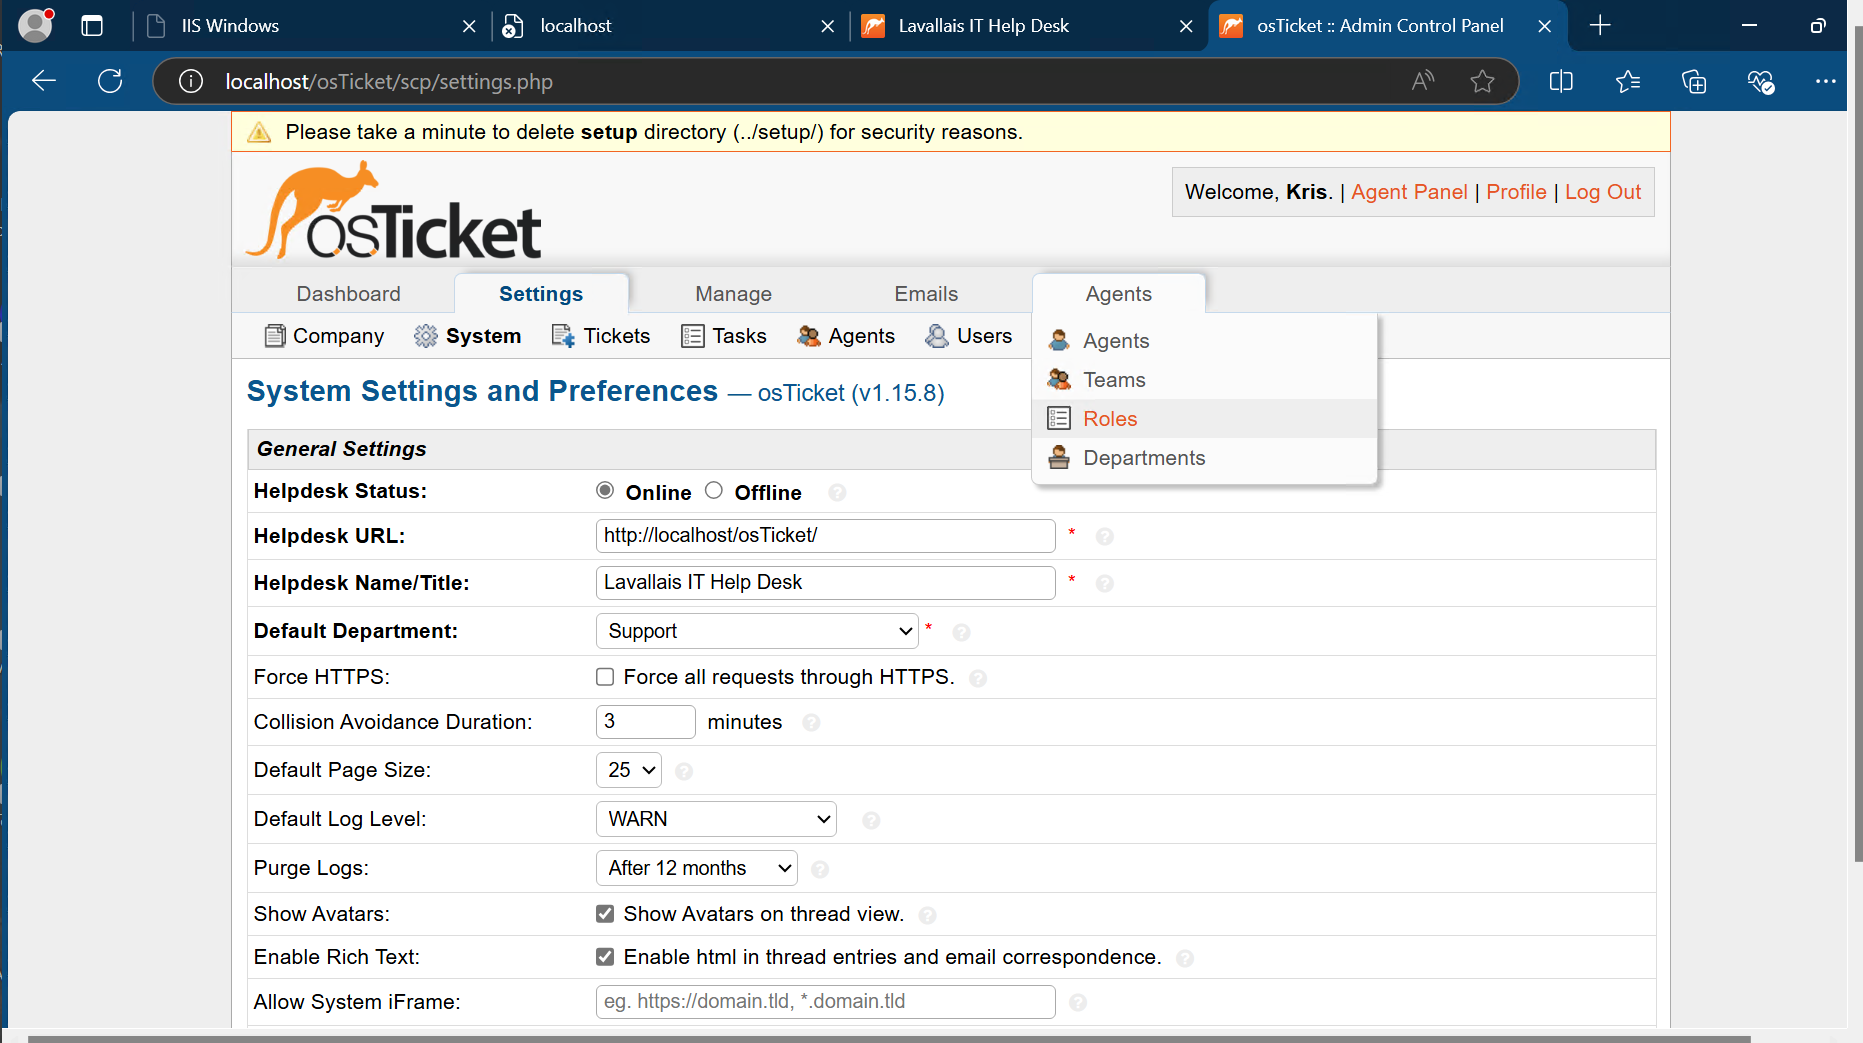 IIS Windows
localhost
Lavallais IT Help Desk
osTicket :: Admin Control Panel
localhost/osTicket/scp/settings.php
Please take a minute to delete setup directory (../setup/) for security reasons.
osTicket
Welcome, Kris. | Agent Panel | Profile | Log Out
Dashboard Settings Manage Emails Agents
Company System Tickets Tasks Agents Users
Agents
Teams
Roles
Departments
System Settings and Preferences — osTicket (v1.15.8)
General Settings
Helpdesk Status: Online Offline ?
Helpdesk URL: http://localhost/osTicket/ * ?
Helpdesk Name/Title: Lavallais IT Help Desk * ?
Default Department: Support * ?
Force HTTPS: Force all requests through HTTPS. ?
Collision Avoidance Duration: 3 minutes ?
Default Page Size: 25 ?
Default Log Level: WARN ?
Purge Logs: After 12 months ?
Show Avatars: Show Avatars on thread view. ?
Enable Rich Text: Enable html in thread entries and email correspondence. ?
Allow System iFrame: eg. https://domain.tld, *.domain.tld ?